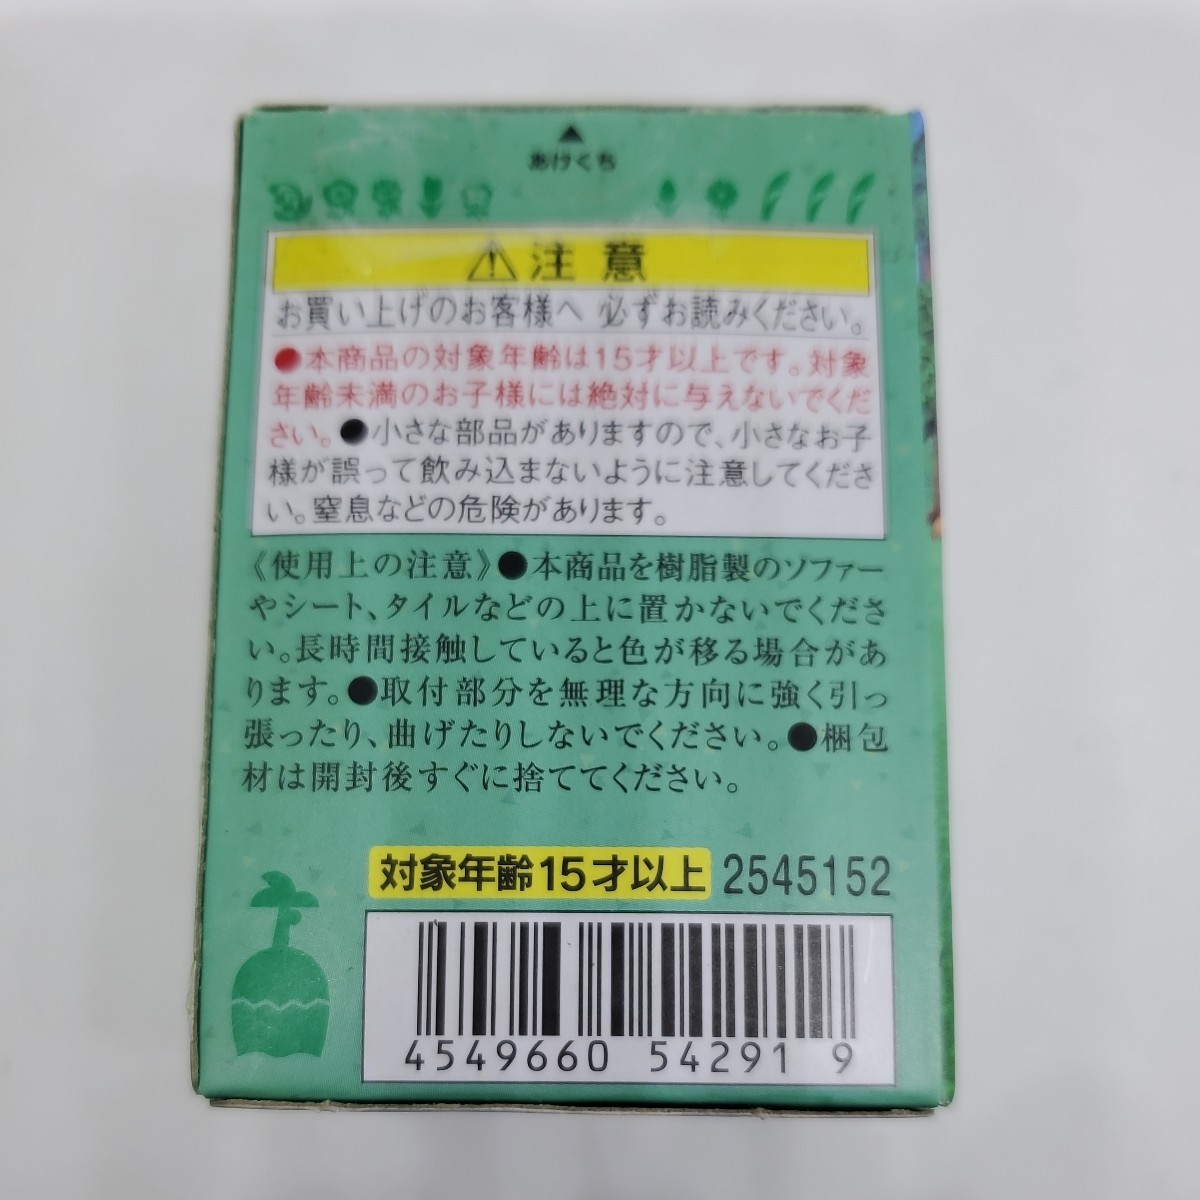 ▲
あけくち
⚠注意
お買い上げのお客様へ 必ずお読みください。
●本商品の対象年齢は15才以上です。対象
年齢未満のお子様には絶対に与えないでくだ
さい。●小さな部品がありますので、小さなお子
様が誤って飲み込まないように注意してくださ
い。窒息などの危険があります。
《使用上の注意》●本商品を樹脂製のソファー
やシート、タイルなどの上に置かないでくださ
い。長時間接触していると色が移る場合があ
ります。●取付部分を無理な方向に強く引っ
張ったり、曲げたりしないでください。●梱包
材は開封後すぐに捨ててください。
対象年齢15才以上 2545152
4549660 54291 9